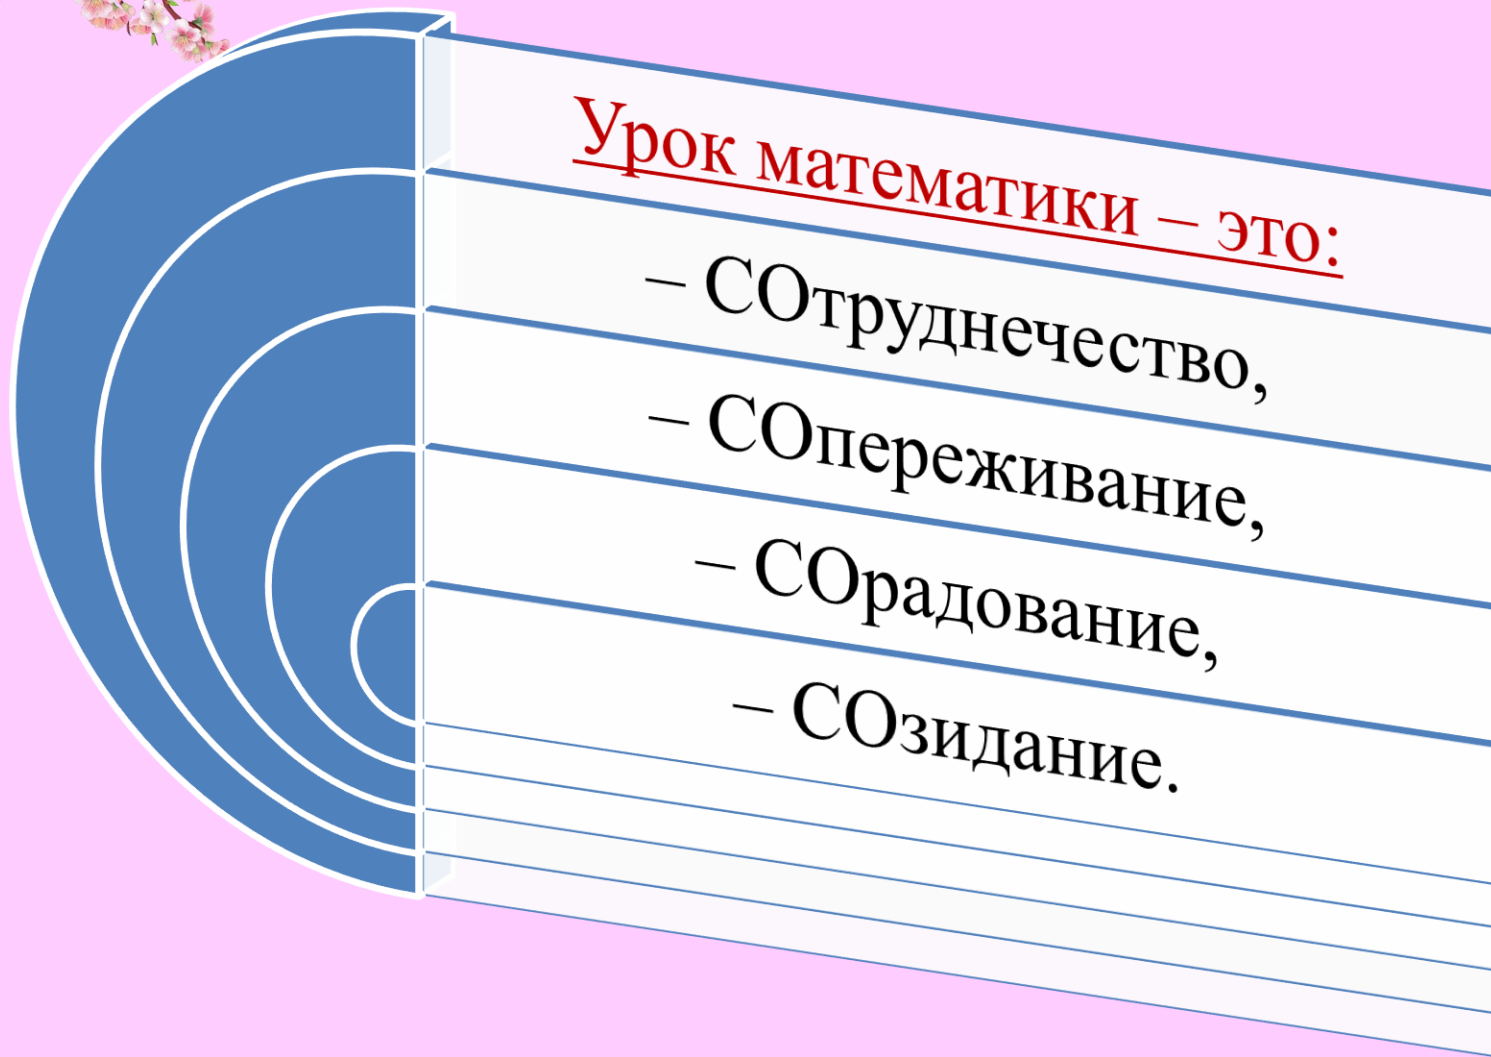 Урок математики – это:
– СОтруднечество,
– СОпереживание,
– СОрадование,
– СОзидание.